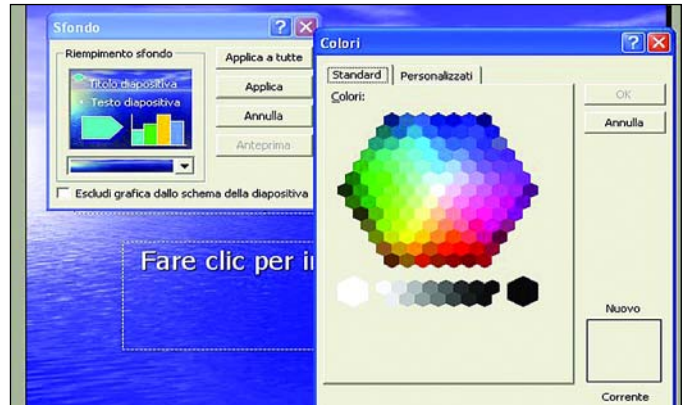 Sfondo
Riempimento sfondo
Titolo diapositiva
Testo diapositiva
Applica a tutte
Applica
Annulla
Anteprima
Escludi grafica dallo schema della diapositiva
Fare clic per
Colori
Standard
Personalizzati
Colori:
OK
Annulla
Nuovo
Corrente